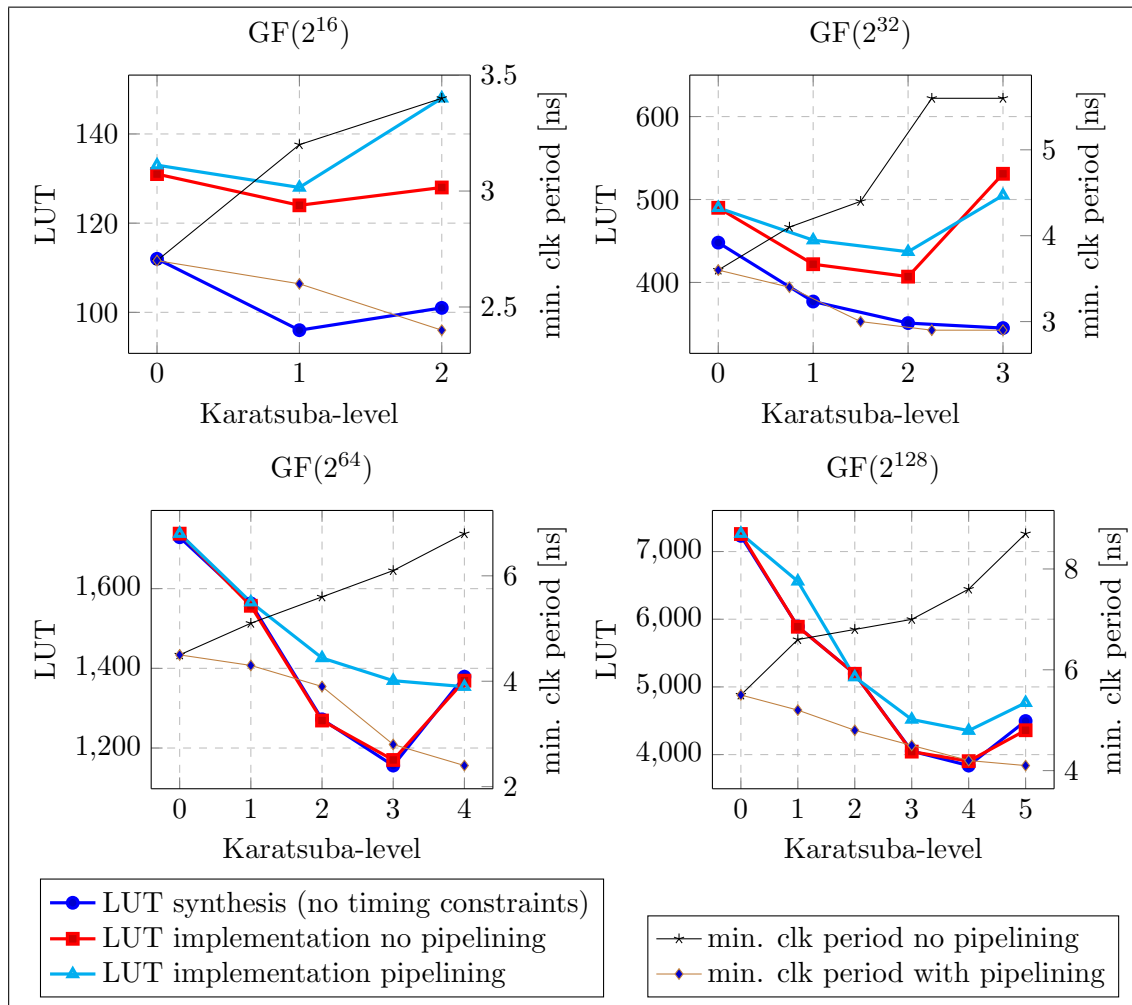 GF(2^16)
140
120
100
LUT
3.5
3
2.5
min. clk period [ns]
0 1 2
Karatsuba-level
GF(2^32)
600
500
400
LUT
5
4
3
min. clk period [ns]
0 1 2 3
Karatsuba-level
GF(2^64)
1,600
1,400
1,200
LUT
6
4
2
min. clk period [ns]
0 1 2 3 4
Karatsuba-level
GF(2^128)
7,000
6,000
5,000
4,000
LUT
8
6
4
min. clk period [ns]
0 1 2 3 4 5
Karatsuba-level
LUT synthesis (no timing constraints)
LUT implementation no pipelining
LUT implementation pipelining
min. clk period no pipelining
min. clk period with pipelining